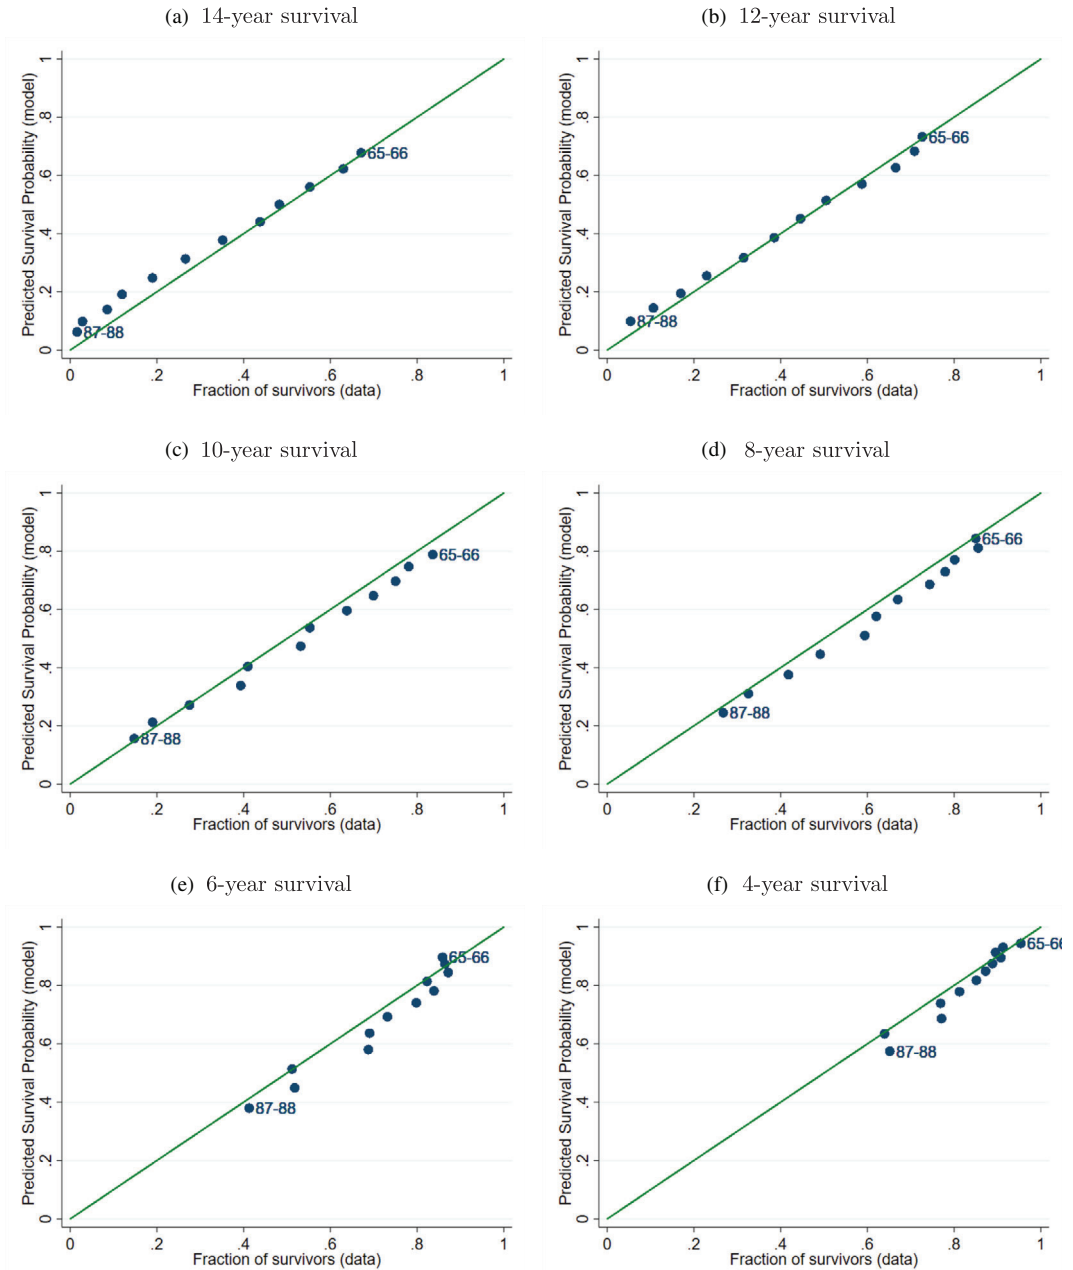 (a) 14-year survival
Predicted Survival Probability (model)
1
.8
.6
.4
.2
0
65-66
87-88
0 .2 .4 .6 .8 1
Fraction of survivors (data)
(b) 12-year survival
Predicted Survival Probability (model)
1
.8
.6
.4
.2
0
65-66
87-88
0 .2 .4 .6 .8 1
Fraction of survivors (data)
(c) 10-year survival
Predicted Survival Probability (model)
1
.8
.6
.4
.2
0
65-66
87-88
0 .2 .4 .6 .8 1
Fraction of survivors (data)
(d) 8-year survival
Predicted Survival Probability (model)
1
.8
.6
.4
.2
0
65-66
87-88
0 .2 .4 .6 .8 1
Fraction of survivors (data)
(e) 6-year survival
Predicted Survival Probability (model)
1
.8
.6
.4
.2
0
65-66
87-88
0 .2 .4 .6 .8 1
Fraction of survivors (data)
(f) 4-year survival
Predicted Survival Probability (model)
1
.8
.6
.4
.2
0
65-66
87-88
0 .2 .4 .6 .8 1
Fraction of survivors (data)